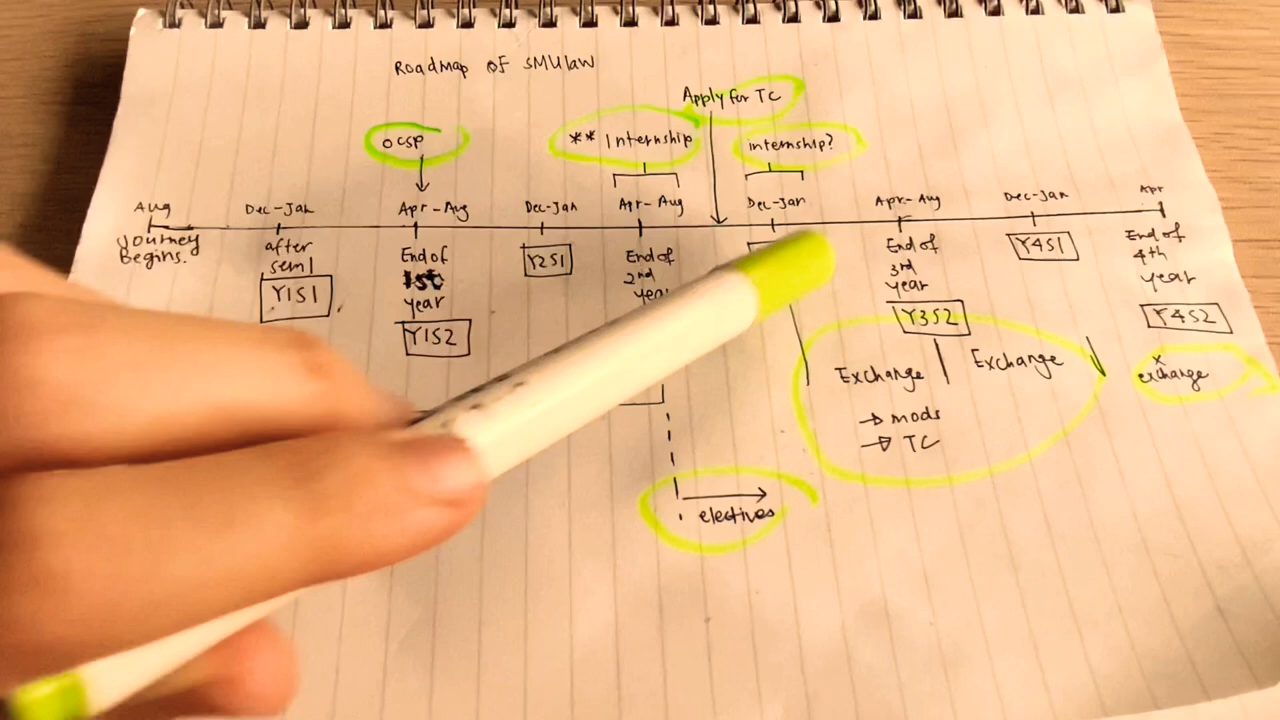 Roadmap of SMU law
Apply for TC
OCSP
** Internship
internship?
Aug
Dec-Jan
Apr-Aug
Dec-Jan
Apr-Aug
Dec-Jan
Apr-Aug
Dec-Jan
Apr
Journey
Begins.
after
sem1
Y1S1
End of
1st
year
Y1S2
Y2S1
End of
2nd
End of
3rd
year
Y3S2
Y4S1
End of
4th
year
Y4S2
Exchange
→ mods
→ TC
Exchange
x
exchange
→
electives